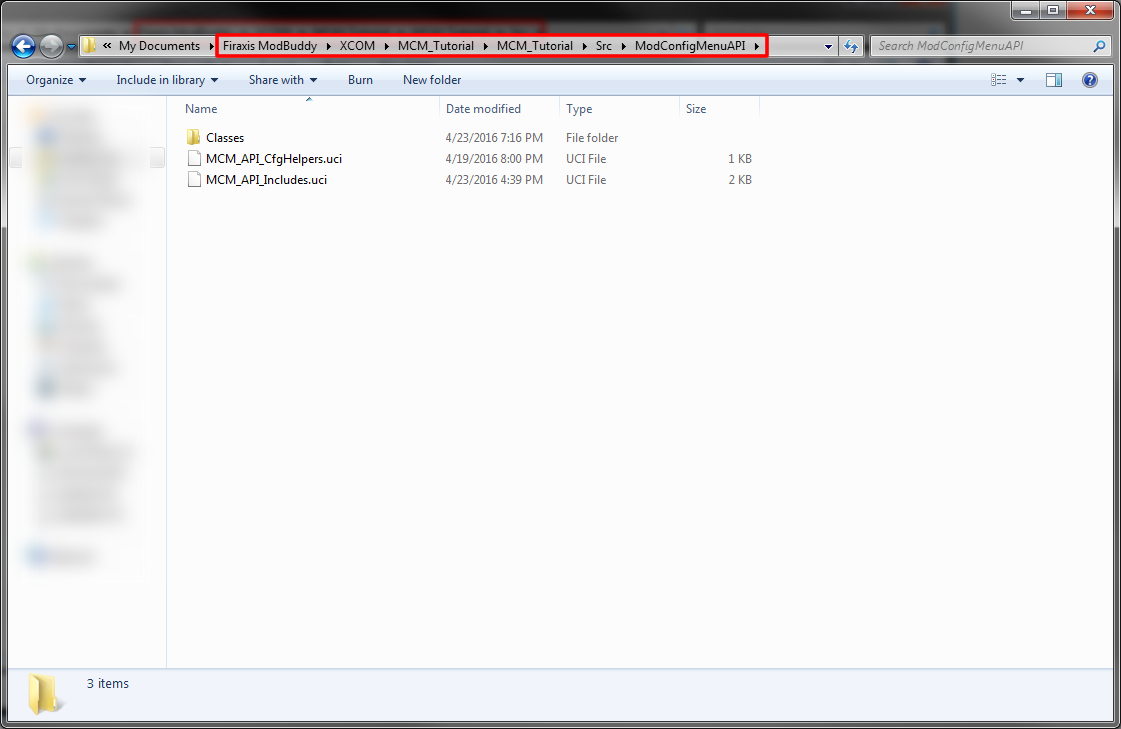 « My Documents Firaxis ModBuddy XCOM MCM_Tutorial MCM_Tutorial Src ModConfigMenuAPI Search ModConfigMenuAPI
Organize Include in library Share with Burn New folder
Name Date modified Type Size
Classes 4/23/2016 7:16 PM File folder
MCM_API_CfgHelpers.uci 4/19/2016 8:00 PM UCI File 1 KB
MCM_API_Includes.uci 4/23/2016 4:39 PM UCI File 2 KB
3 items